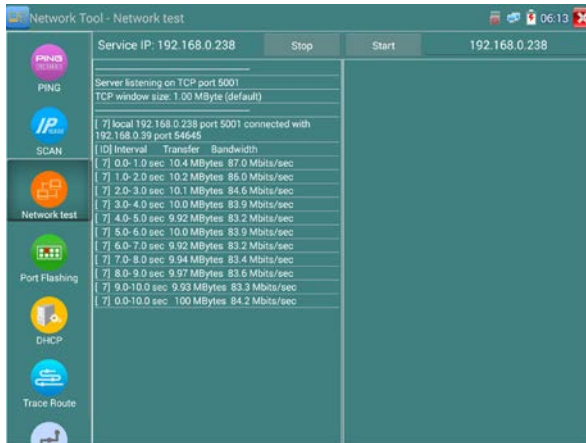 Network Tool - Network test
06:13
Service IP: 192.168.0.238
Stop
Start
192.168.0.238
PING
PING
SCAN
Network test
Port Flashing
DHCP
Trace Route
Server listening on TCP port 5001
TCP window size: 1.00 MByte (default)
[ 7] local 192.168.0.238 port 5001 connected with
192.168.0.39 port 54645
[ ID] Interval Transfer Bandwidth
[ 7] 0.0- 1.0 sec 10.4 MBytes 87.0 Mbits/sec
[ 7] 1.0- 2.0 sec 10.2 MBytes 86.0 Mbits/sec
[ 7] 2.0- 3.0 sec 10.1 MBytes 84.6 Mbits/sec
[ 7] 3.0- 4.0 sec 10.0 MBytes 83.9 Mbits/sec
[ 7] 4.0- 5.0 sec 9.92 MBytes 83.2 Mbits/sec
[ 7] 5.0- 6.0 sec 10.0 MBytes 83.9 Mbits/sec
[ 7] 6.0- 7.0 sec 9.92 MBytes 83.2 Mbits/sec
[ 7] 7.0- 8.0 sec 9.94 MBytes 83.4 Mbits/sec
[ 7] 8.0- 9.0 sec 9.97 MBytes 83.6 Mbits/sec
[ 7] 9.0-10.0 sec 9.93 MBytes 83.3 Mbits/sec
[ 7] 0.0-10.0 sec 100 MBytes 84.2 Mbits/sec